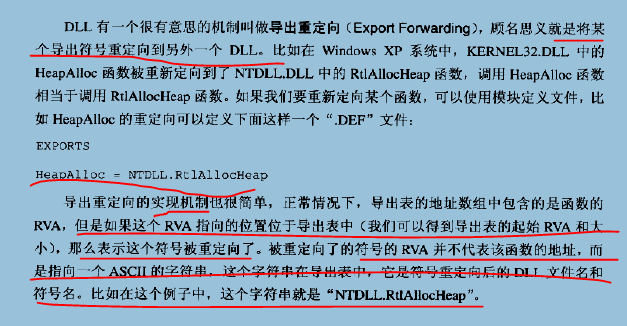 DLL 有一个很有意思的机制叫做导出重定向(Export Forwarding),顾名思义就是将某
个导出符号重定向到另外一个 DLL。比如在 Windows XP 系统中,KERNEL32.DLL 中的
HeapAlloc 函数被重新定向到了 NTDLL.DLL 中的 RtlAllocHeap 函数,调用 HeapAlloc 函数
相当于调用 RtlAllocHeap 函数。如果我们要重新定向某个函数,可以使用模块定义文件,比
如 HeapAlloc 的重定向可以定义下面这样一个“.DEF”文件:
EXPORTS
HeapAlloc = NTDLL.RtlAllocHeap
导出重定向的实现机制也很简单,正常情况下,导出表的地址数组中包含的是函数的
RVA,但是如果这个 RVA 指向的位置位于导出表中(我们可以得到导出表的起始 RVA 和大
小),那么表示这个符号被重定向了。被重定向了的符号的 RVA 并不代表该函数的地址,而
是指向一个 ASCII 的字符串,这个字符串在导出表中,它是符号重定向后的 DLL 文件名和
符号名。比如在这个例子中,这个字符串就是“NTDLL.RtlAllocHeap”。